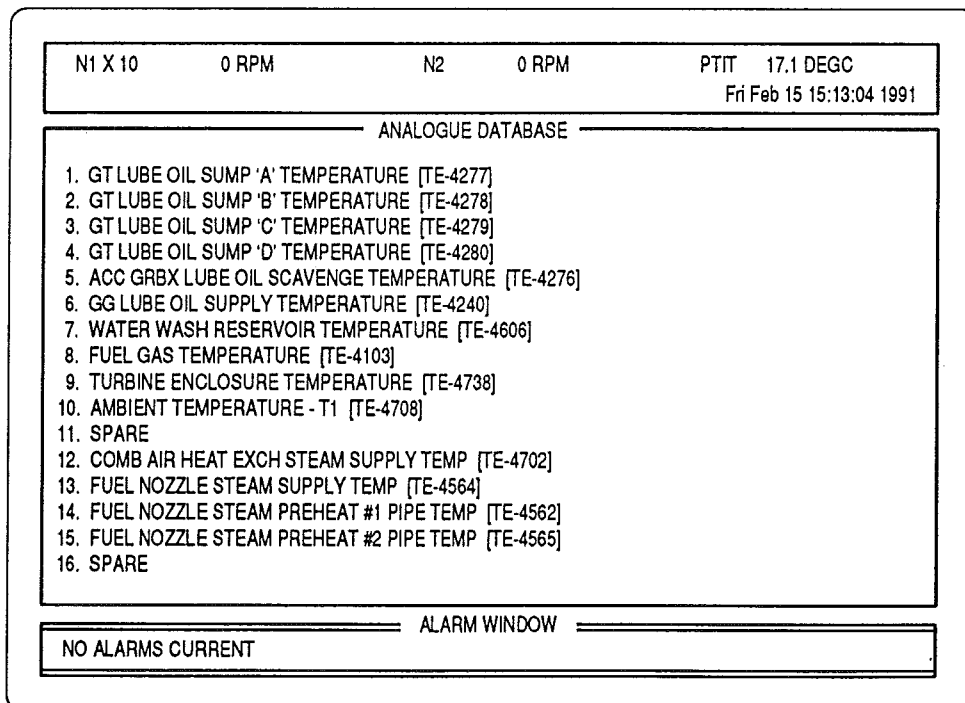 N1 X 10 0 RPM N2 0 RPM PTIT 17.1 DEGC
Fri Feb 15 15:13:04 1991
ANALOGUE DATABASE
1. GT LUBE OIL SUMP 'A' TEMPERATURE [TE-4277]
2. GT LUBE OIL SUMP 'B' TEMPERATURE [TE-4278]
3. GT LUBE OIL SUMP 'C' TEMPERATURE [TE-4279]
4. GT LUBE OIL SUMP 'D' TEMPERATURE [TE-4280]
5. ACC GRBX LUBE OIL SCAVENGE TEMPERATURE [TE-4276]
6. GG LUBE OIL SUPPLY TEMPERATURE [TE-4240]
7. WATER WASH RESERVOIR TEMPERATURE [TE-4606]
8. FUEL GAS TEMPERATURE [TE-4103]
9. TURBINE ENCLOSURE TEMPERATURE [TE-4738]
10. AMBIENT TEMPERATURE - T1 [TE-4708]
11. SPARE
12. COMB AIR HEAT EXCH STEAM SUPPLY TEMP [TE-4702]
13. FUEL NOZZLE STEAM SUPPLY TEMP [TE-4564]
14. FUEL NOZZLE STEAM PREHEAT #1 PIPE TEMP [TE-4562]
15. FUEL NOZZLE STEAM PREHEAT #2 PIPE TEMP [TE-4565]
16. SPARE
ALARM WINDOW
NO ALARMS CURRENT